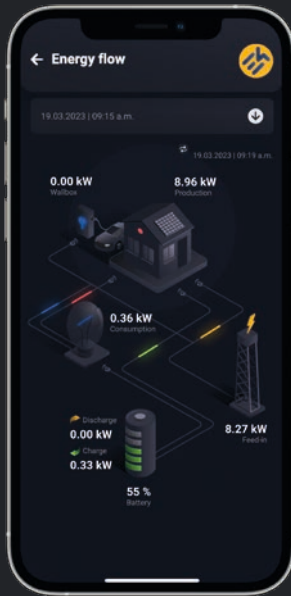 Energy flow
19.03.2023 | 09:15 a.m.
19.03.2023 | 09:19 a.m.
0.00 kW
Wallbox
8.96 kW
Production
0.36 kW
Consumption
8.27 kW
Feed-in
Discharge
0.00 kW
Charge
0.33 kW
55 %
Battery